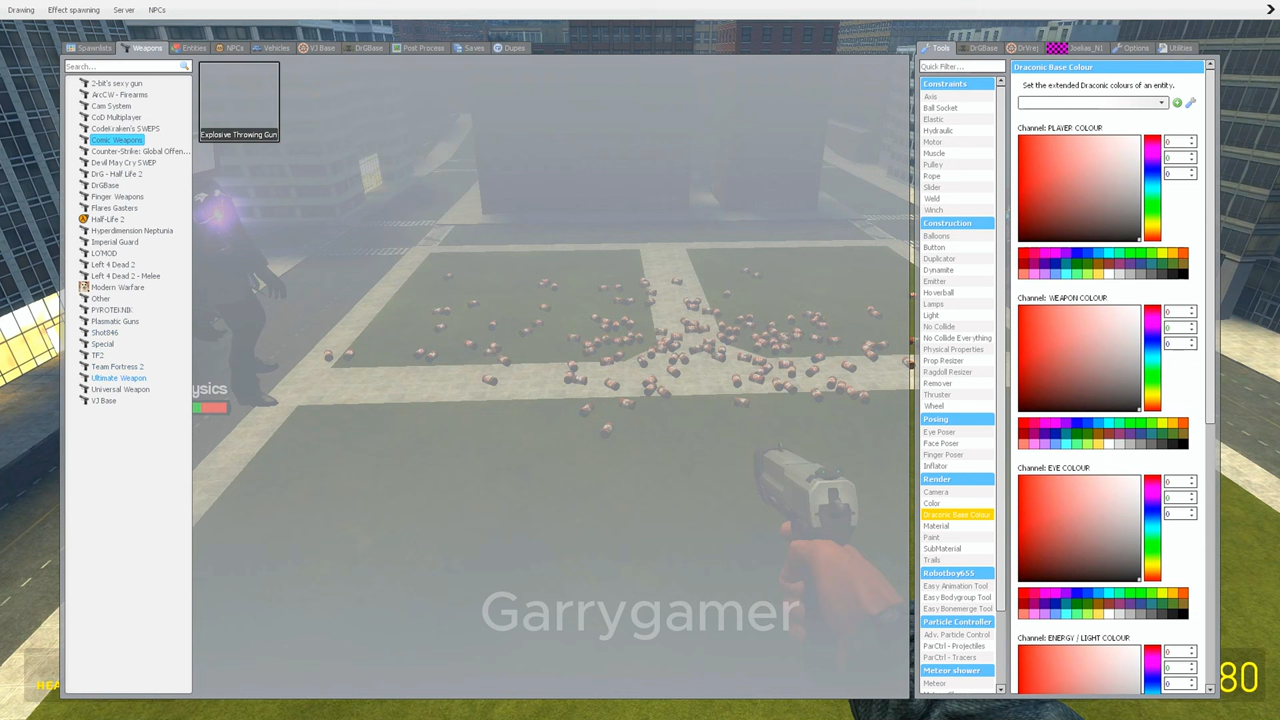 Drawing Effect spawning Server NPCs
Spawnlists Weapons Entities NPCs Vehicles VJ Base DrGBase Post Process Saves Dupes
Search...
2-bit's sexy gun
ArcCW - Firearms
Cam System
CoD Multiplayer
CodeKraken's SWEPS
Comic Weapons
Counter-Strike: Global Offen...
Devil May Cry SWEP
DrG - Half Life 2
DrGBase
Finger Weapons
Flares Gasters
Half-Life 2
Hyperdimension Neptunia
Imperial Guard
LO'MOD
Left 4 Dead 2
Left 4 Dead 2 - Melee
Modern Warfare
Other
PYROTEKNIK
Plasmatic Guns
Shot846
Special
TF2
Team Fortress 2
Ultimate Weapon
Universal Weapon
VJ Base
Explosive Throwing Gun
ysics
Garrygamer
HEA
80
Tools DrGBase DrVrej Joelias_NI Options Utilities
Quick Filter...
Constraints
Axis
Ball Socket
Elastic
Hydraulic
Motor
Muscle
Pulley
Rope
Slider
Weld
Winch
Construction
Balloons
Button
Duplicator
Dynamite
Emitter
Hoverball
Lamps
Light
No Collide
No Collide Everything
Physical Properties
Prop Resizer
Ragdoll Resizer
Remover
Thruster
Wheel
Posing
Eye Poser
Face Poser
Finger Poser
Inflator
Render
Camera
Color
Draconic Base Colour
Material
Paint
SubMaterial
Trails
Robotboy655
Easy Animation Tool
Easy Bodygroup Tool
Easy Bonemerge Tool
Particle Controller
Adv. Particle Control
ParCtrl - Projectiles
ParCtrl - Tracers
Meteor shower
Meteor
Draconic Base Colour
Set the extended Draconic colours of an entity.
Channel: PLAYER COLOUR
0
0
0
Channel: WEAPON COLOUR
0
0
0
Channel: EYE COLOUR
0
0
0
Channel: ENERGY / LIGHT COLOUR
0
0
0